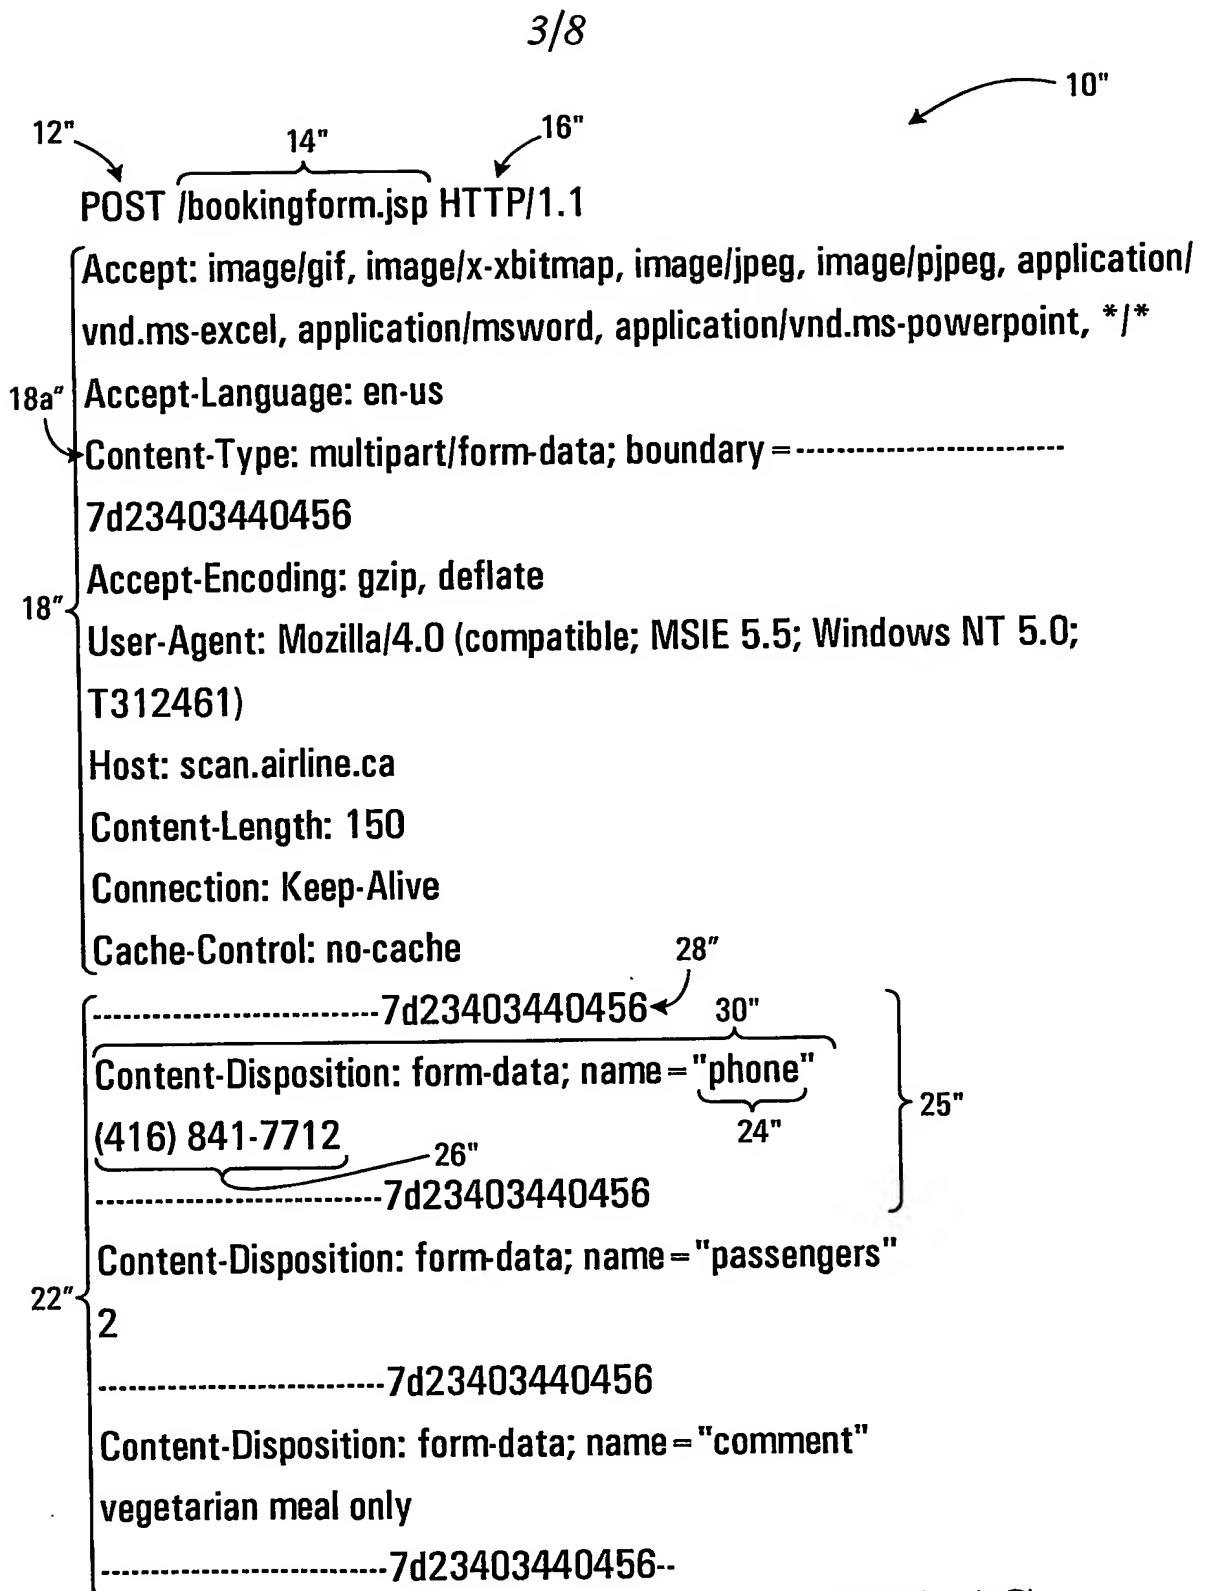 3/8
10"
12" 14" 16"
POST /bookingform.jsp HTTP/1.1
Accept: image/gif, image/x-xbitmap, image/jpeg, image/pjpeg, application/
vnd.ms-excel, application/msword, application/vnd.ms-powerpoint, */*
18a" Accept-Language: en-us
Content-Type: multipart/form-data; boundary=---------------------------
7d23403440456
Accept-Encoding: gzip, deflate
18"
User-Agent: Mozilla/4.0 (compatible; MSIE 5.5; Windows NT 5.0;
T312461)
Host: scan.airline.ca
Content-Length: 150
Connection: Keep-Alive
Cache-Control: no-cache
28"
-----------------------------7d23403440456 30"
Content-Disposition: form-data; name="phone"
25"
(416) 841-7712 24"
26"
-----------------------------7d23403440456
Content-Disposition: form-data; name="passengers"
22"
2
-----------------------------7d23403440456
Content-Disposition: form-data; name="comment"
vegetarian meal only
-----------------------------7d23403440456--